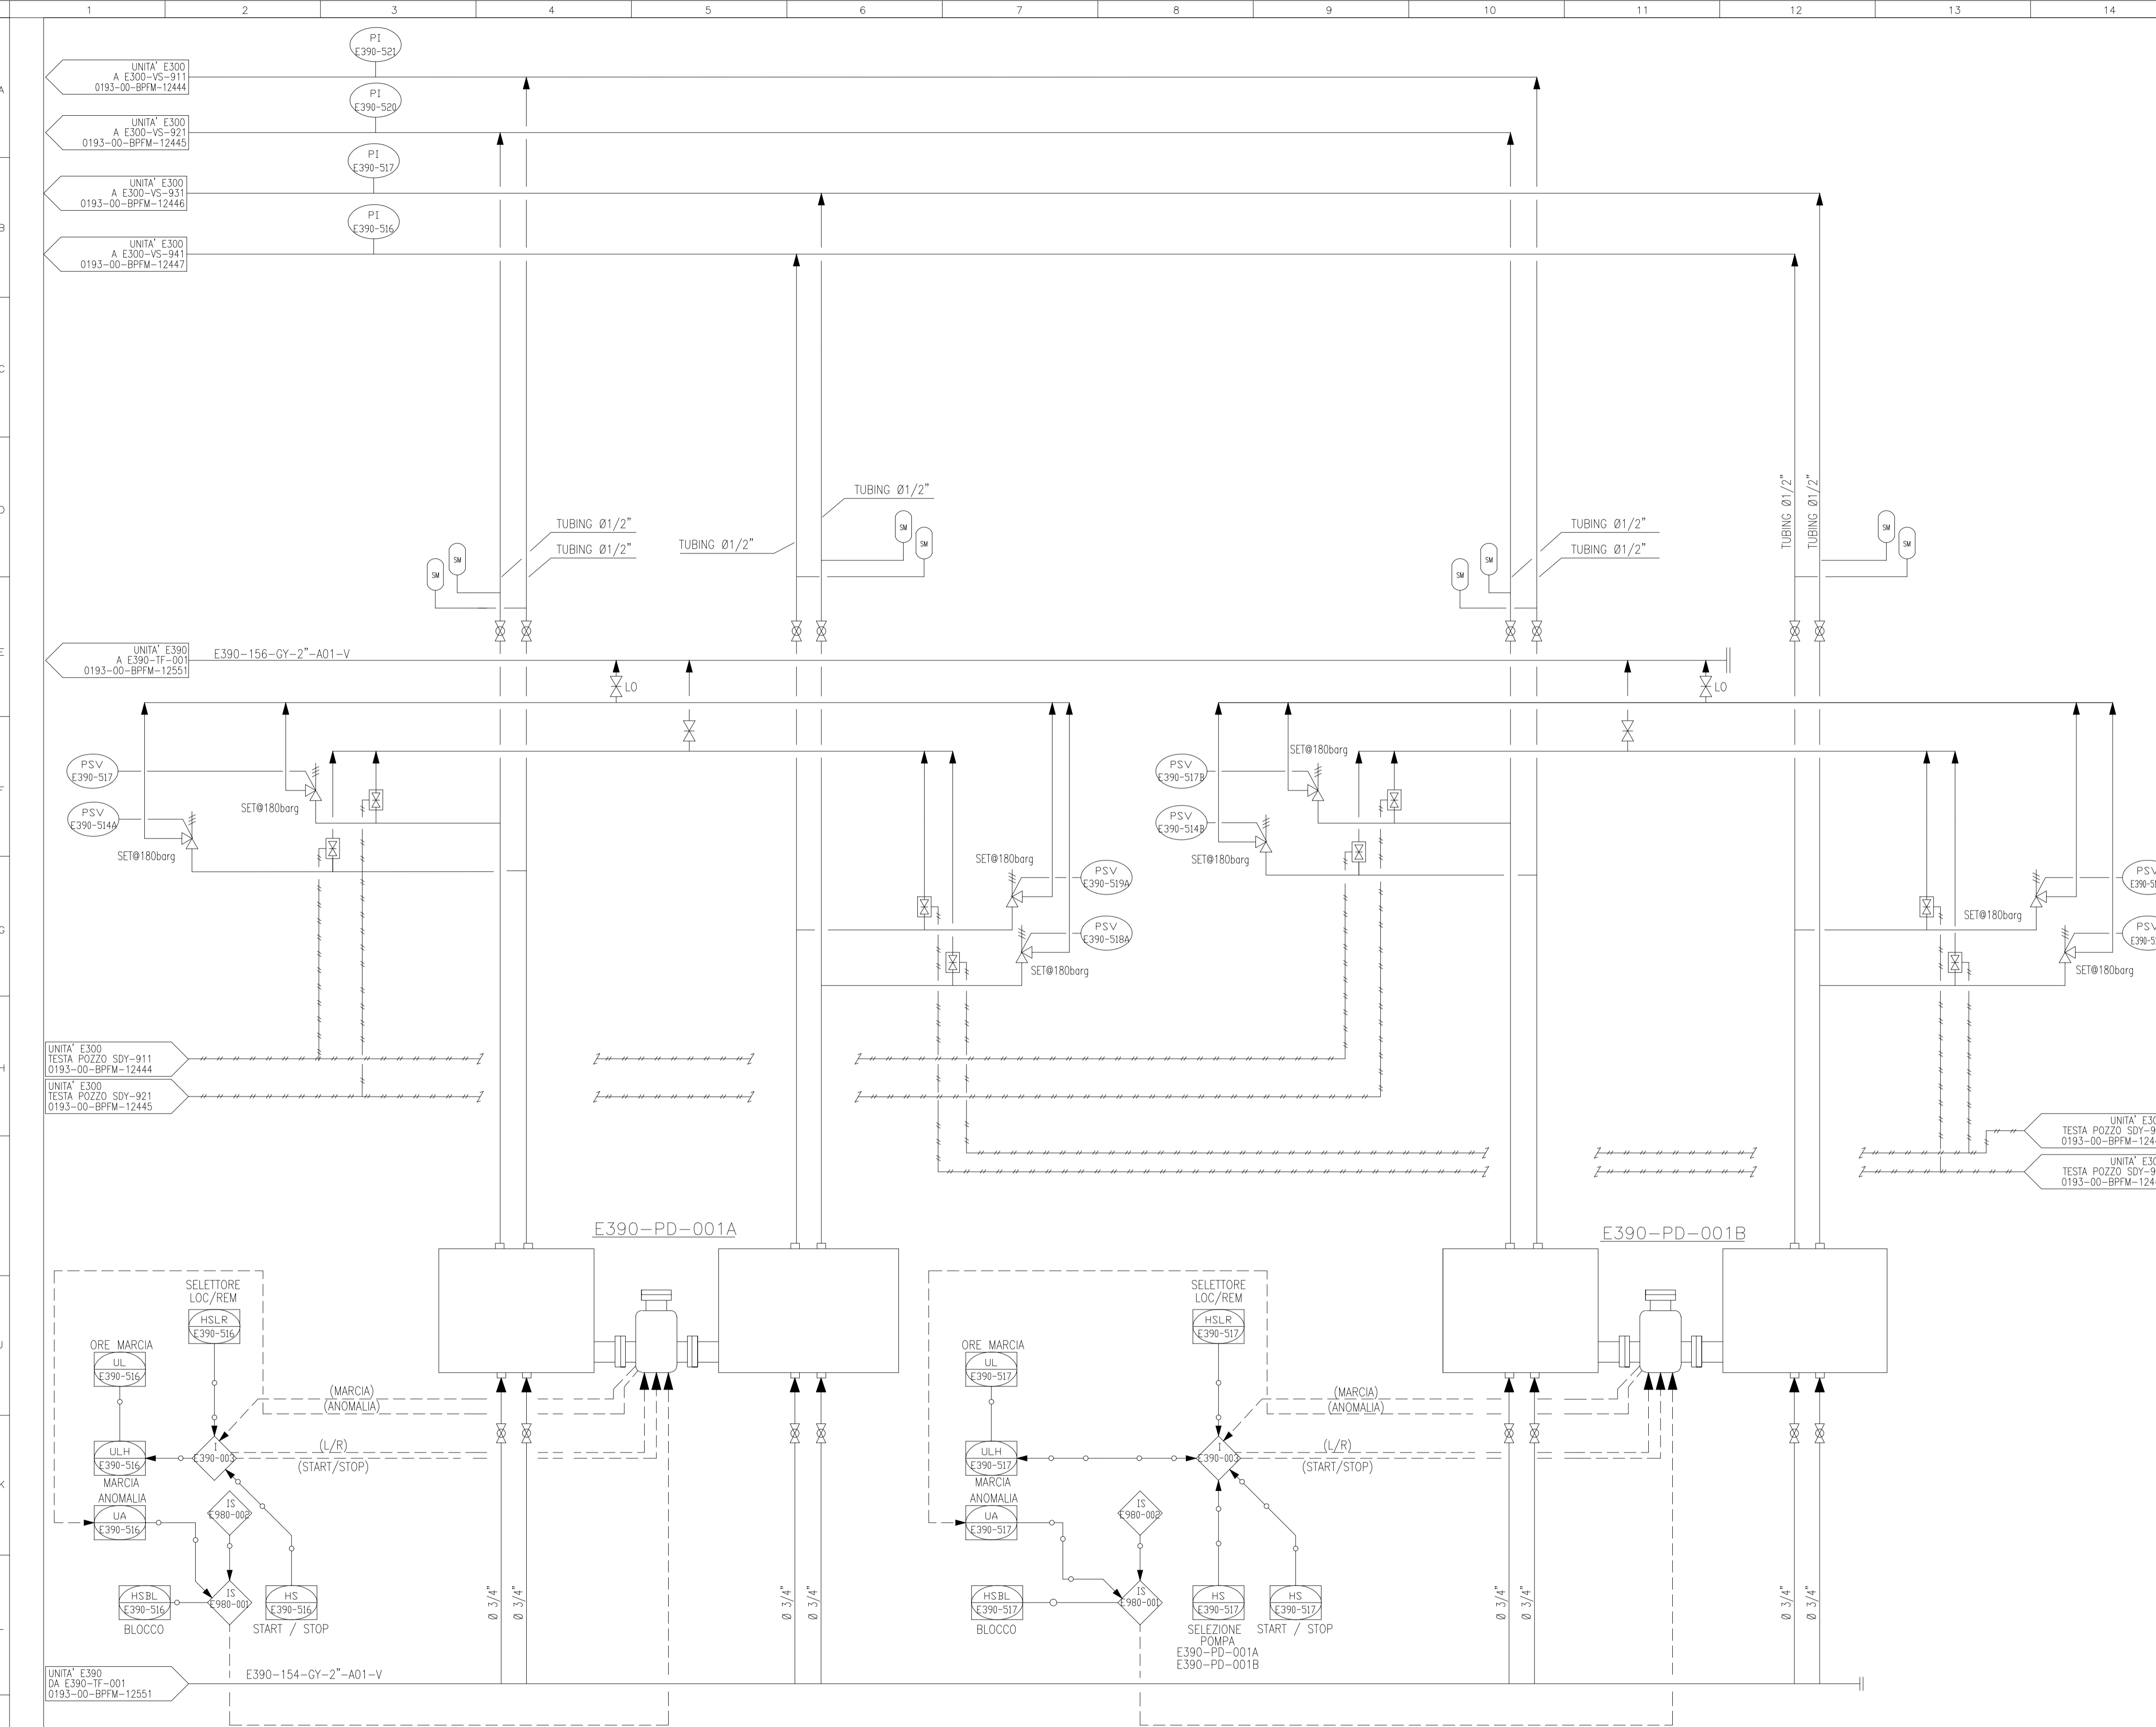 1 2 3 4 5 6 7 8 9 10 11 12 13 14
A
B
C
D
E
F
G
H
J
K
L
PI
E390-521
UNITA' E300
A E300-VS-911
0193-00-BPFM-12444
PI
E390-520
UNITA' E300
A E300-VS-921
0193-00-BPFM-12445
PI
E390-517
UNITA' E300
A E300-VS-931
0193-00-BPFM-12446
PI
E390-516
UNITA' E300
A E300-VS-941
0193-00-BPFM-12447
TUBING Ø1/2"
TUBING Ø1/2"
SM
SM
TUBING Ø1/2"
TUBING Ø1/2"
SM
SM
TUBING Ø1/2"
TUBING Ø1/2"
SM
SM
TUBING Ø1/2"
TUBING Ø1/2"
SM
SM
UNITA' E390
A E390-TF-001
0193-00-BPFM-12551
E390-156-GY-2"-A01-V
LO
LO
PSV
E390-517
SET@180barg
PSV
E390-514A
SET@180barg
SET@180barg
PSV
E390-519A
PSV
E390-518A
SET@180barg
SET@180barg
PSV
E390-517B
PSV
E390-514B
SET@180barg
PSV
SET@180barg
PSV
SET@180barg
UNITA' E300
TESTA POZZO SDY-911
0193-00-BPFM-12444
UNITA' E300
TESTA POZZO SDY-921
0193-00-BPFM-12445
UNITA'
TESTA POZZO
UNITA'
TESTA POZZO
E390-PD-001A
E390-PD-001B
SELETTORE
LOC/REM
HSLR
E390-516
ORE MARCIA
UL
E390-516
(MARCIA)
(ANOMALIA)
ULH
E390-516
MARCIA
I
E390-003
(L/R)
(START/STOP)
ANOMALIA
UA
E390-516
IS
E980-002
HSBL
E390-516
BLOCCO
IS
E980-001
HS
E390-516
START / STOP
Ø 3/4"
Ø 3/4"
Ø 3/4"
Ø 3/4"
SELETTORE
LOC/REM
HSLR
E390-517
ORE MARCIA
UL
E390-517
(MARCIA)
(ANOMALIA)
ULH
E390-517
MARCIA
I
E390-003
(L/R)
(START/STOP)
ANOMALIA
UA
E390-517
IS
E980-002
HSBL
E390-517
BLOCCO
IS
E980-001
HS
E390-517
SELEZIONE
POMPA
E390-PD-001A
E390-PD-001B
HS
E390-517
START / STOP
Ø 3/4"
Ø 3/4"
Ø 3/4"
Ø 3/4"
UNITA' E390
DA E390-TF-001
0193-00-BPFM-12551
E390-154-GY-2"-A01-V